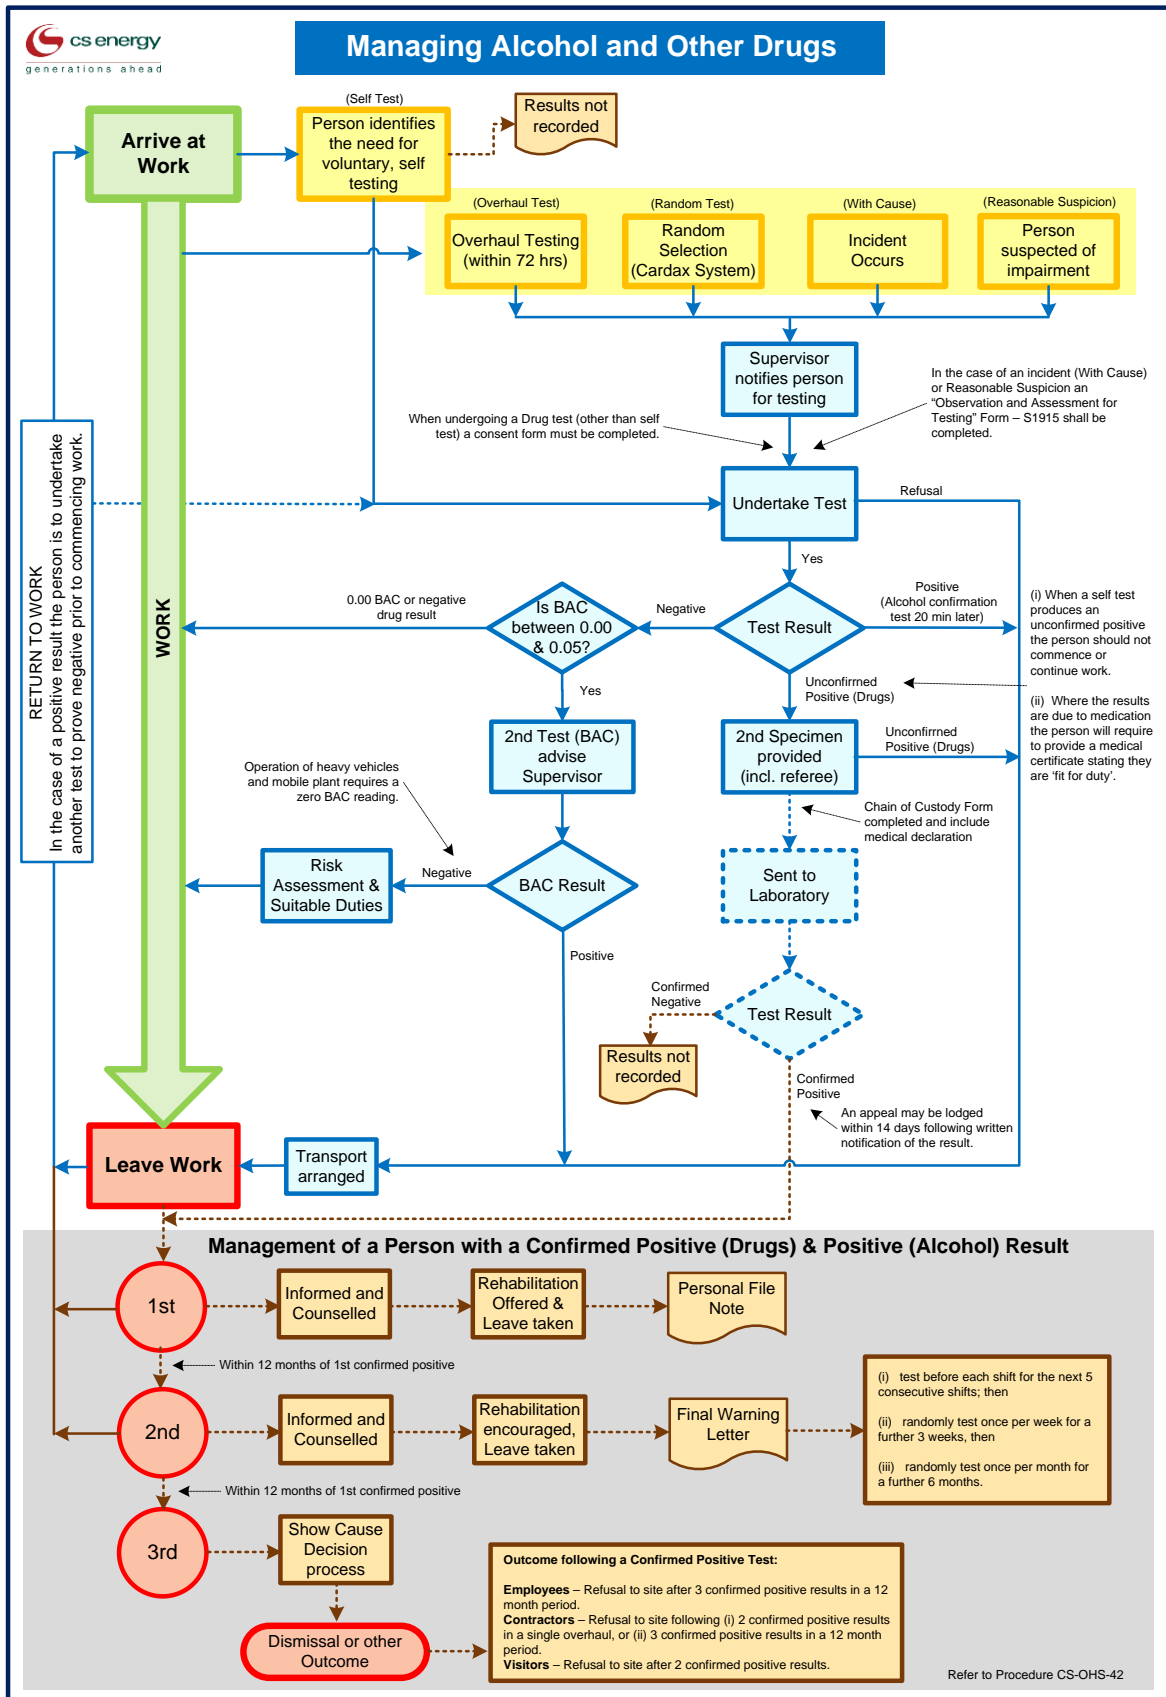 cs energy
generations ahead
Managing Alcohol and Other Drugs
Arrive at
Work
(Self Test)
Person identifies
the need for
voluntary, self
testing
Results not
recorded
(Overhaul Test)
Overhaul Testing
(within 72 hrs)
(Random Test)
Random
Selection
(Cardax System)
(With Cause)
Incident
Occurs
(Reasonable Suspicion)
Person
suspected of
impairment
Supervisor
notifies person
for testing
When undergoing a Drug test (other than self
test) a consent form must be completed.
In the case of an incident (With Cause)
or Reasonable Suspicion an
“Observation and Assessment for
Testing” Form – S1915 shall be
completed.
Undertake Test
Refusal
Yes
RETURN TO WORK
In the case of a positive result the person is to undertake
another test to prove negative prior to commencing work.
WORK
0.00 BAC or negative
drug result
Is BAC
between 0.00
& 0.05?
Negative
Test Result
Positive
(Alcohol confirmation
test 20 min later)
(i) When a self test
produces an
unconfirmed positive
the person should not
commence or
continue work.
(ii) Where the results
are due to medication
the person will require
to provide a medical
certificate stating they
are ‘fit for duty’.
Yes
Unconfirrned
Positive (Drugs)
2nd Test (BAC)
advise
Supervisor
2nd Specimen
provided
(incl. referee)
Unconfirrned
Positive (Drugs)
Operation of heavy vehicles
and mobile plant requires a
zero BAC reading.
Chain of Custody Form
completed and include
medical declaration
Risk
Assessment &
Suitable Duties
Negative
BAC Result
Sent to
Laboratory
Positive
Confirmed
Negative
Test Result
Results not
recorded
Confirmed
Positive
An appeal may be lodged
within 14 days following written
notification of the result.
Leave Work
Transport
arranged
Management of a Person with a Confirmed Positive (Drugs) & Positive (Alcohol) Result
1st
Informed and
Counselled
Rehabilitation
Offered &
Leave taken
Personal File
Note
Within 12 months of 1st confirmed positive
2nd
Informed and
Counselled
Rehabilitation
encouraged,
Leave taken
Final Warning
Letter
(i) test before each shift for the next 5
consecutive shifts; then
(ii) randomly test once per week for a
further 3 weeks, then
(iii) randomly test once per month for
a further 6 months.
Within 12 months of 1st confirmed positive
3rd
Show Cause
Decision
process
Dismissal or other
Outcome
Outcome following a Confirmed Positive Test:
Employees – Refusal to site after 3 confirmed positive results in a 12
month period.
Contractors – Refusal to site following (i) 2 confirmed positive results
in a single overhaul, or (ii) 3 confirmed positive results in a 12 month
period.
Visitors – Refusal to site after 2 confirmed positive results.
Refer to Procedure CS-OHS-42